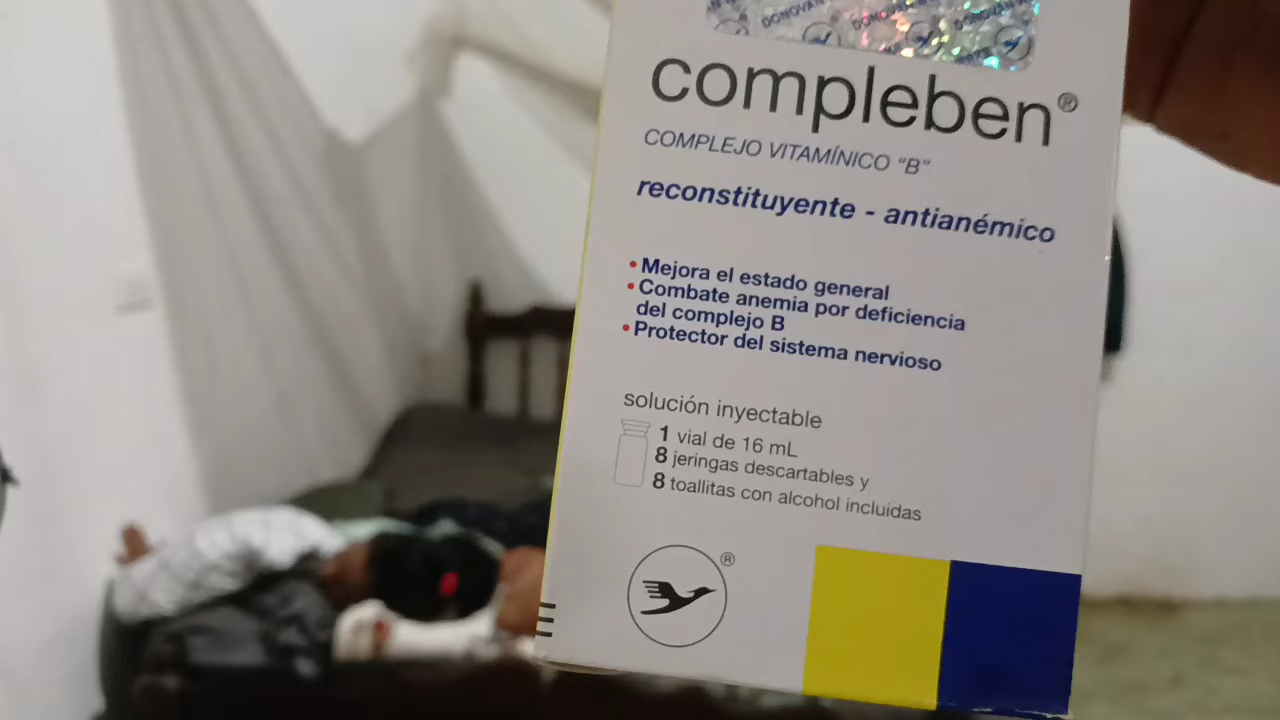 DONOVAN
compleben®
COMPLEJO VITAMÍNICO “B”
reconstituyente - antianémico
• Mejora el estado general
• Combate anemia por deficiencia
del complejo B
• Protector del sistema nervioso
solución inyectable
1 vial de 16 mL
8 jeringas descartables y
8 toallitas con alcohol incluidas
®